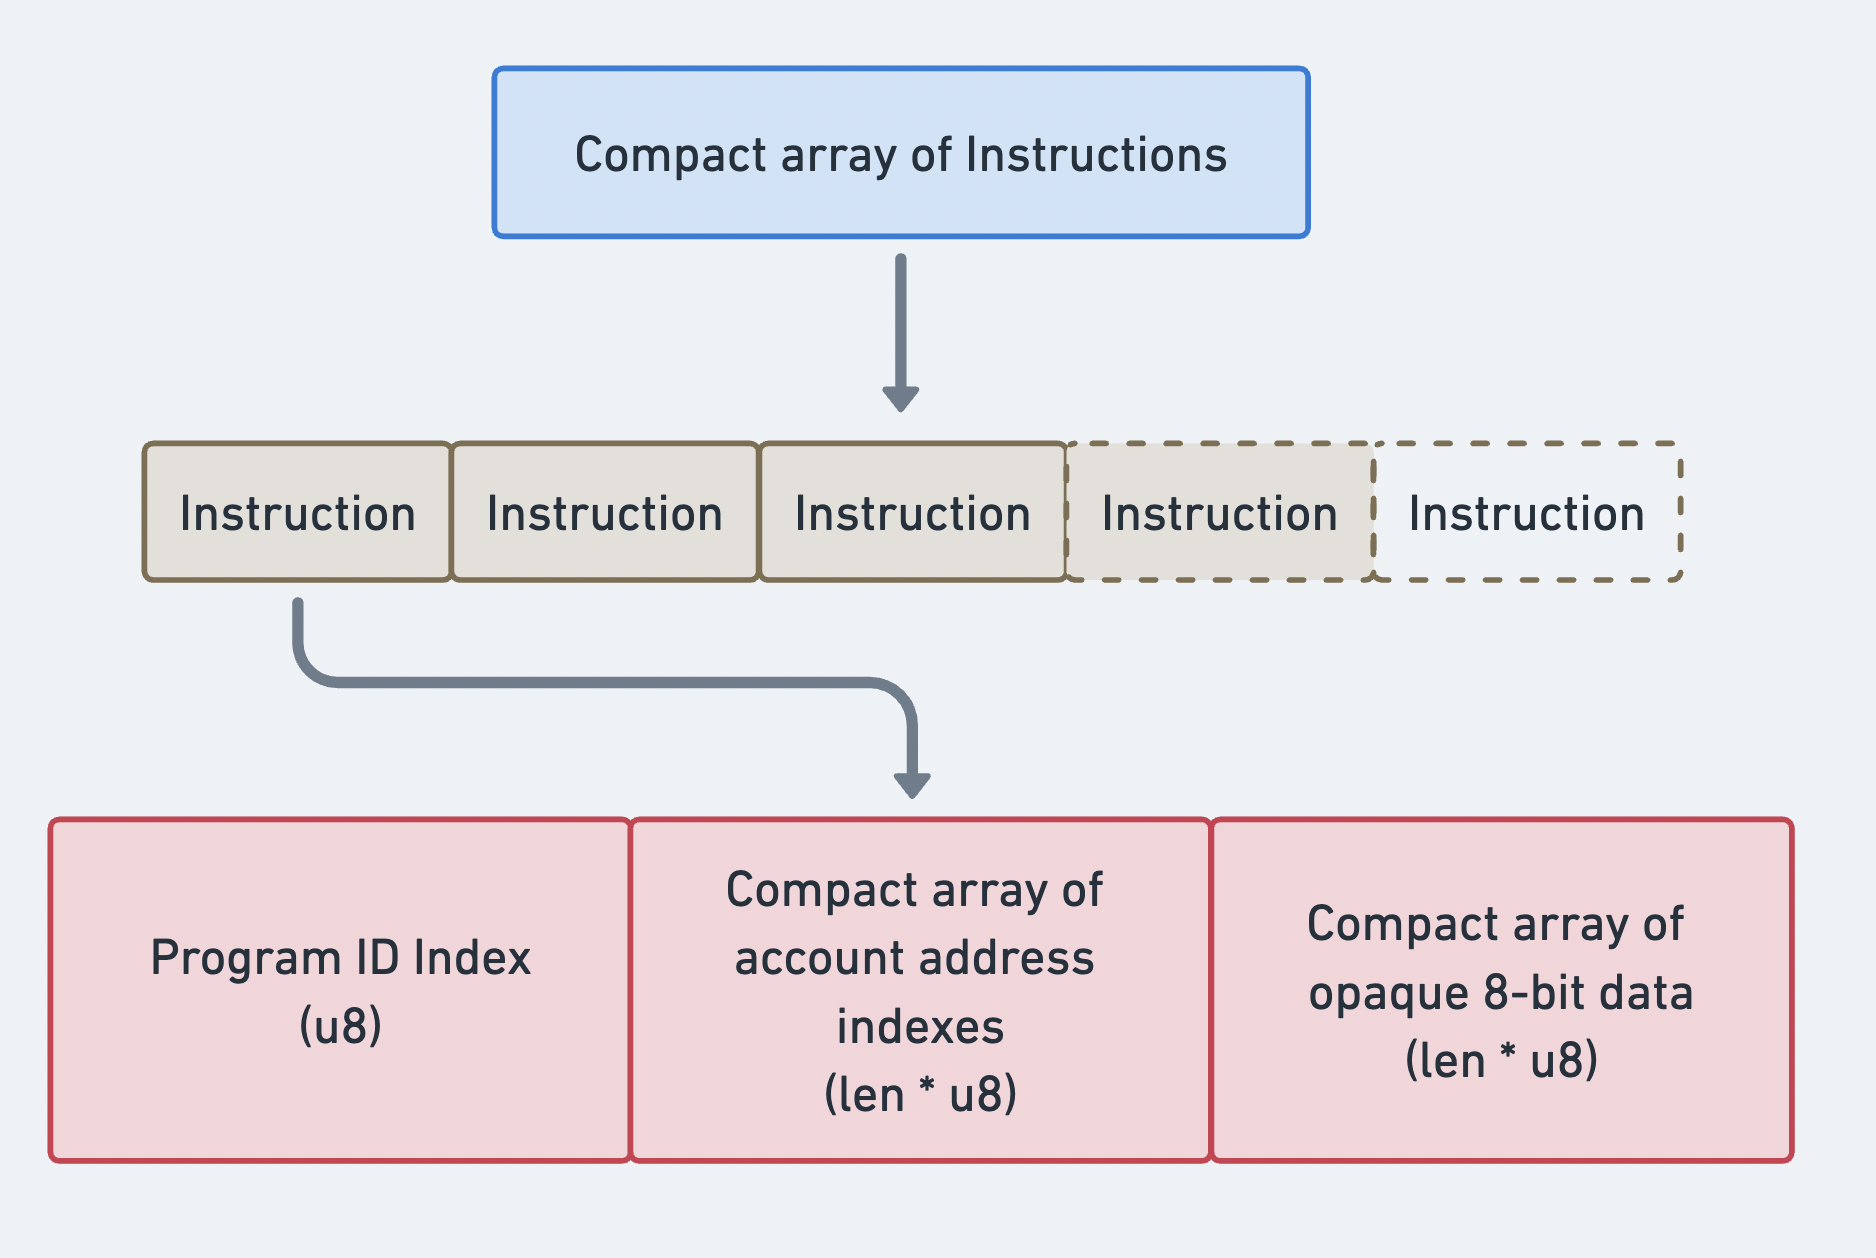 Compact array of Instructions
Instruction
Instruction
Instruction
Instruction
Instruction
Program ID Index
(u8)
Compact array of
account address
indexes
(len * u8)
Compact array of
opaque 8-bit data
(len * u8)